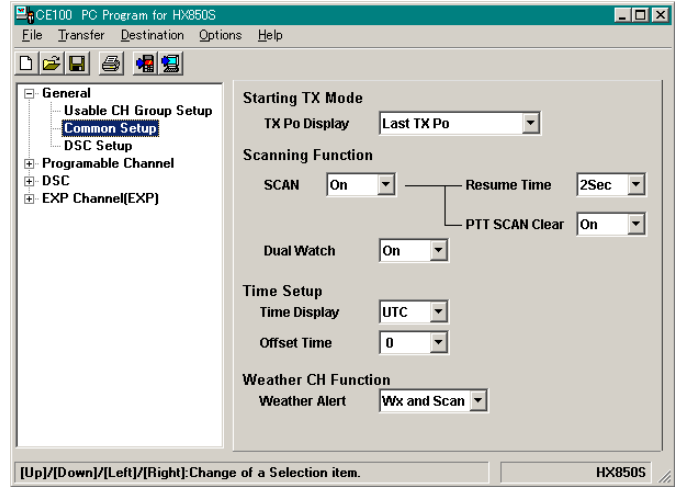 CE100 PC Program for HX850S
File Transfer Destination Options Help
General
Usable CH Group Setup
Common Setup
DSC Setup
Programable Channel
DSC
EXP Channel(EXP)
Starting TX Mode
TX Po Display Last TX Po
Scanning Function
SCAN On Resume Time 2Sec
PTT SCAN Clear On
Dual Watch On
Time Setup
Time Display UTC
Offset Time 0
Weather CH Function
Weather Alert Wx and Scan
[Up]/[Down]/[Left]/[Right]:Change of a Selection item. HX850S